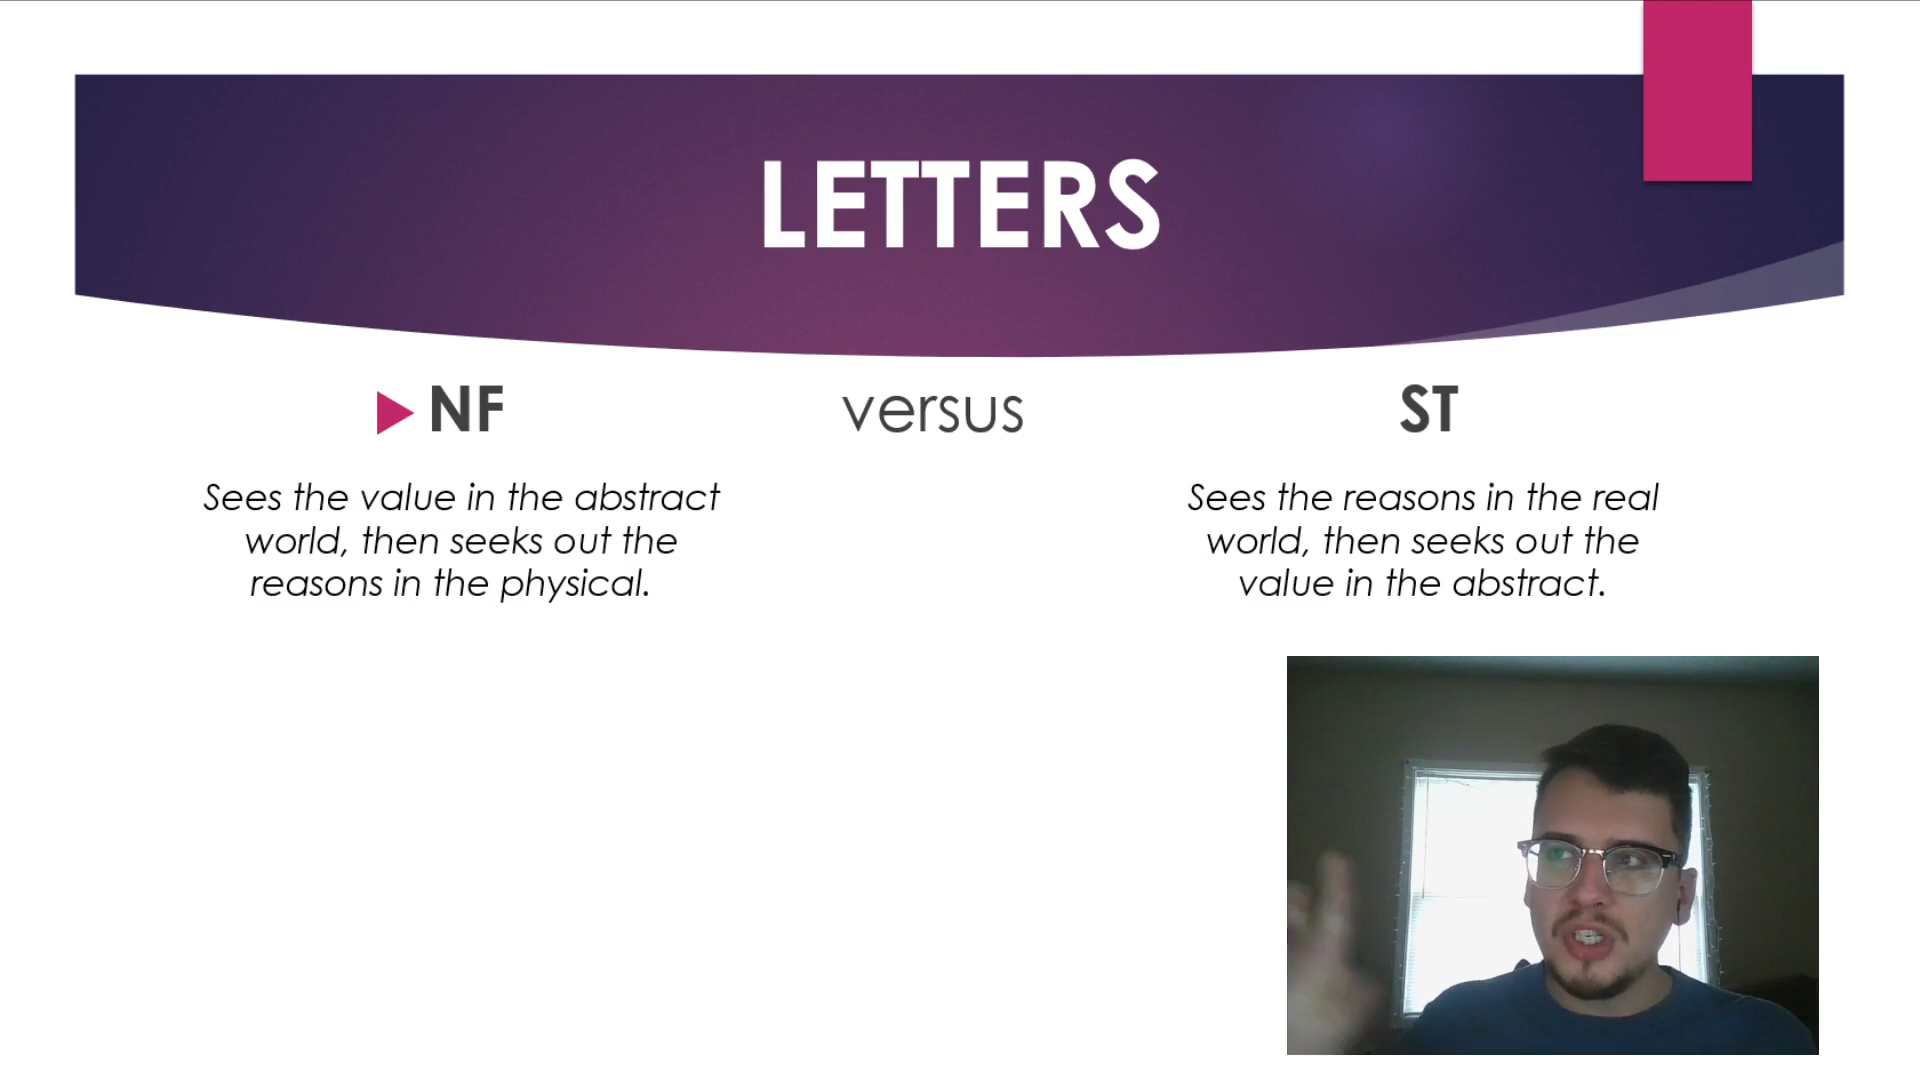 LETTERS
NF versus ST
Sees the value in the abstract
world, then seeks out the
reasons in the physical.
Sees the reasons in the real
world, then seeks out the
value in the abstract.